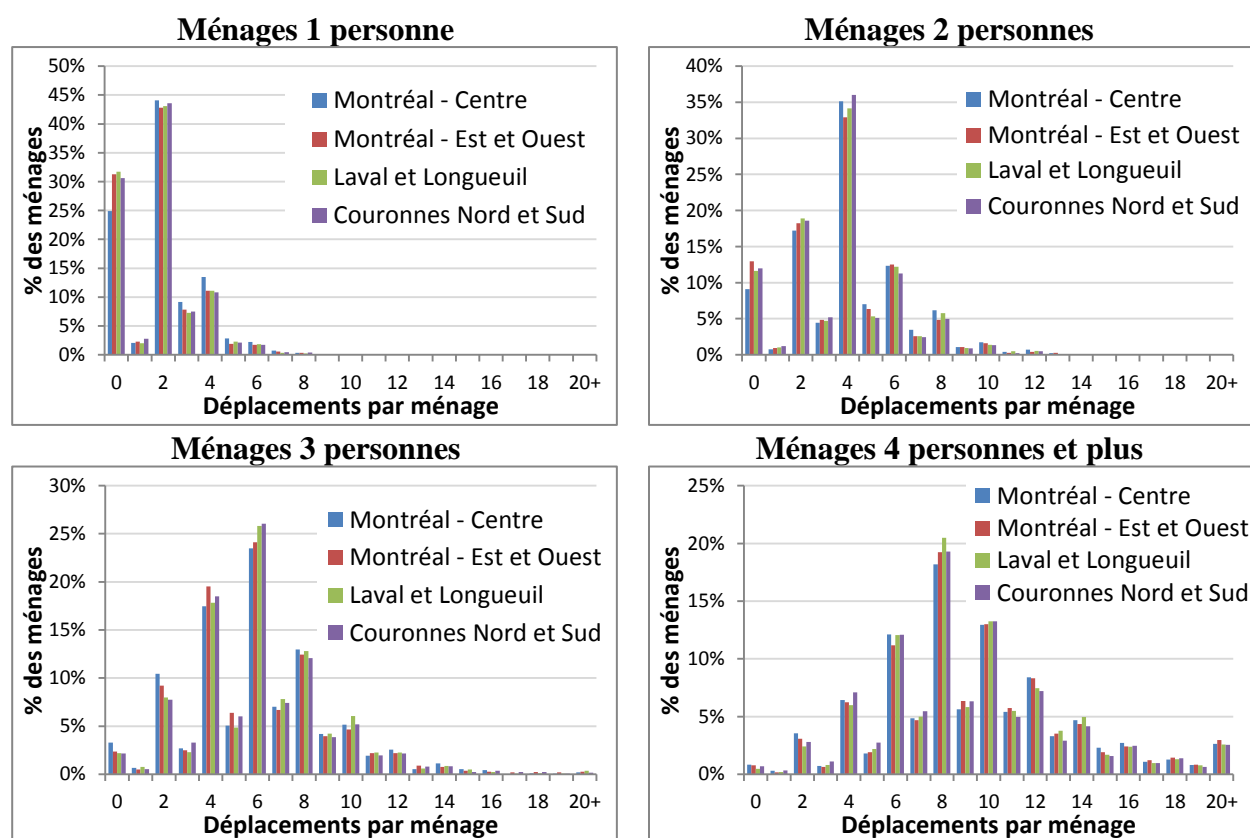 Ménages 1 personne
50%
45%
40%
35%
30%
25%
20%
15%
10%
5%
0%
% des ménages
Montréal - Centre
Montréal - Est et Ouest
Laval et Longueuil
Couronnes Nord et Sud
0 2 4 6 8 10 12 14 16 18 20+
Déplacements par ménage
Ménages 2 personnes
40%
35%
30%
25%
20%
15%
10%
5%
0%
% des ménages
Montréal - Centre
Montréal - Est et Ouest
Laval et Longueuil
Couronnes Nord et Sud
0 2 4 6 8 10 12 14 16 18 20+
Déplacements par ménage
Ménages 3 personnes
30%
25%
20%
15%
10%
5%
0%
% des ménages
Montréal - Centre
Montréal - Est et Ouest
Laval et Longueuil
Couronnes Nord et Sud
0 2 4 6 8 10 12 14 16 18 20+
Déplacements par ménage
Ménages 4 personnes et plus
25%
20%
15%
10%
5%
0%
% des ménages
Montréal - Centre
Montréal - Est et Ouest
Laval et Longueuil
Couronnes Nord et Sud
0 2 4 6 8 10 12 14 16 18 20+
Déplacements par ménage